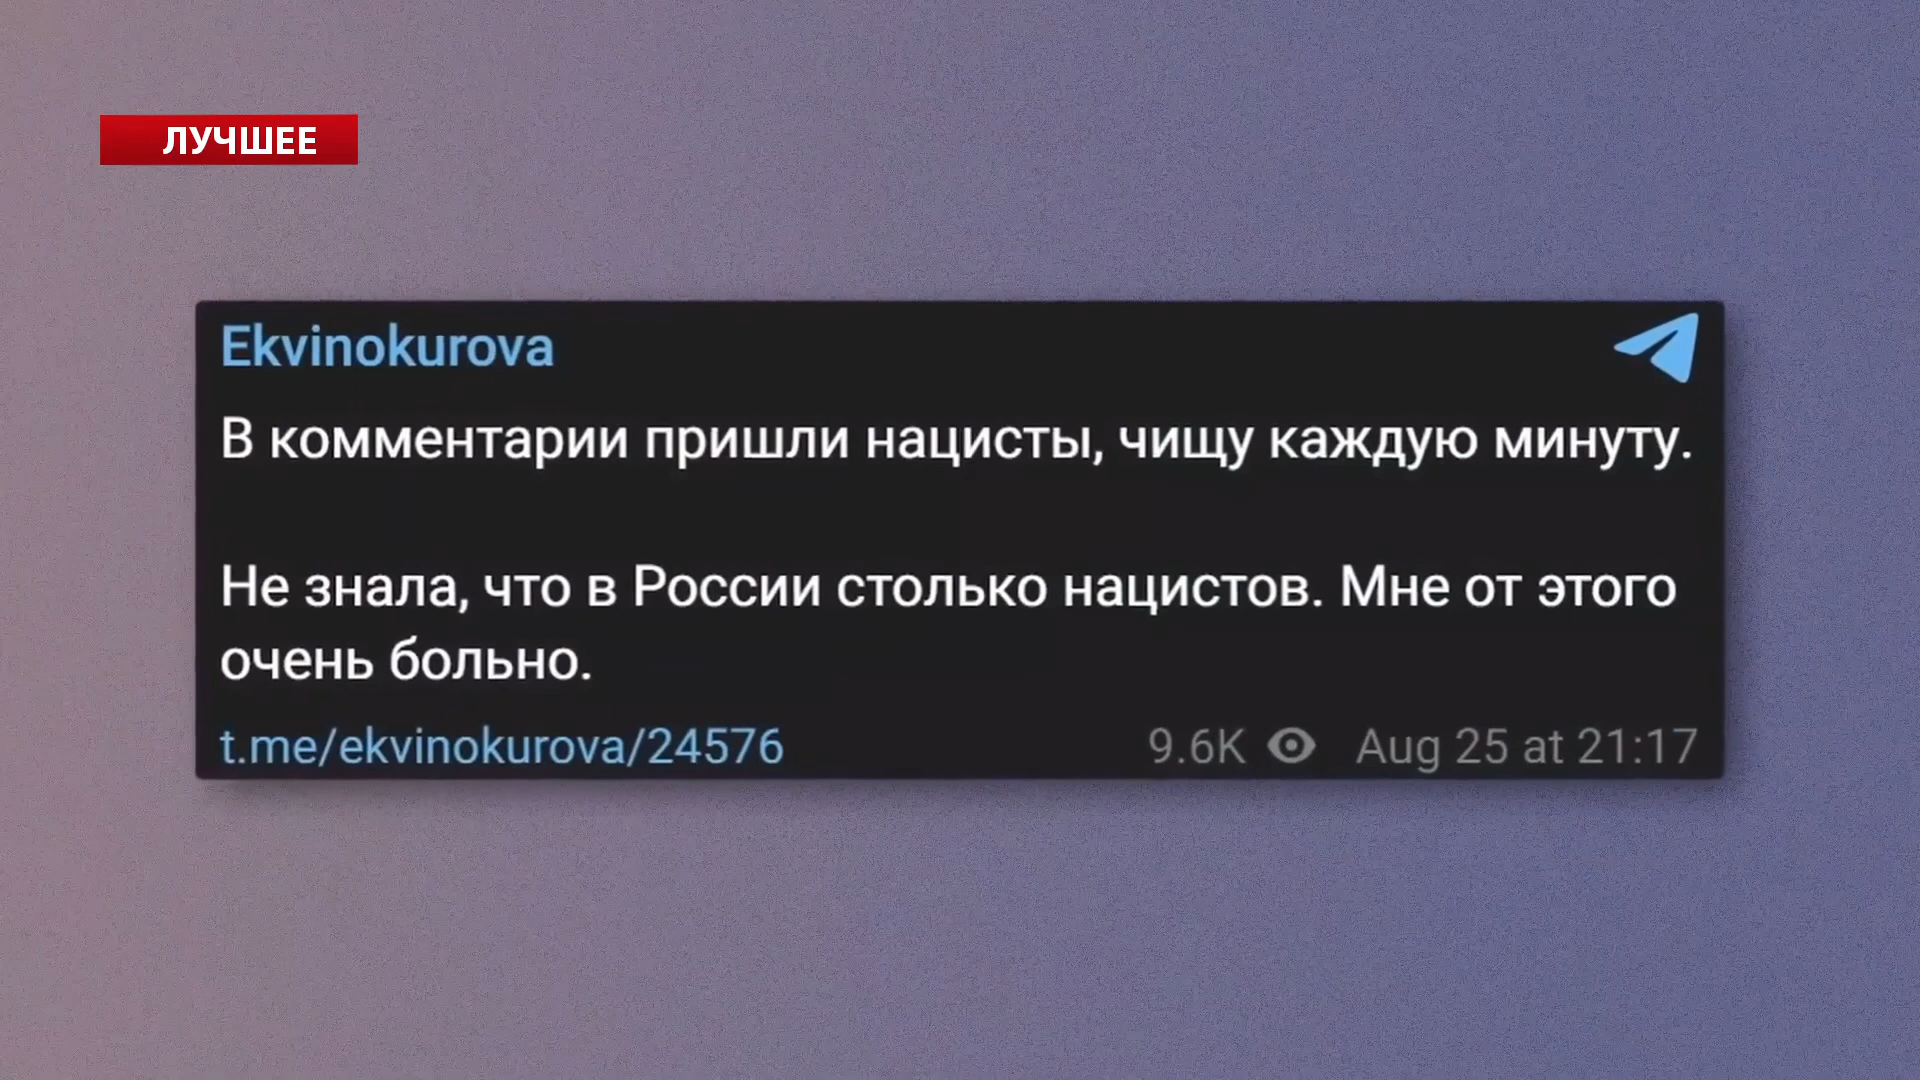 ЛУЧШЕЕ
Ekvinokurova
В комментарии пришли нацисты, чищу каждую минуту.
Не знала, что в России столько нацистов. Мне от этого
очень больно.
t.me/ekvinokurova/24576 9.6K Aug 25 at 21:17